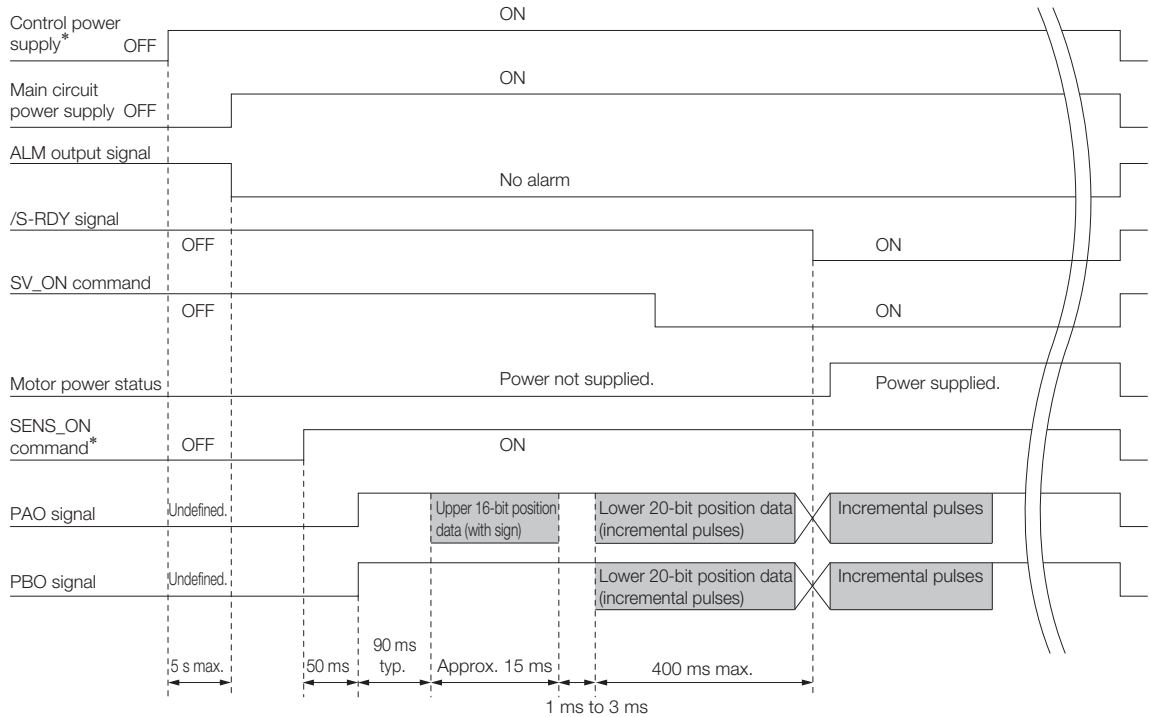 ON
Control power
supply* OFF
ON
Main circuit
power supply OFF
ALM output signal
No alarm
/S-RDY signal
OFF
ON
SV_ON command
OFF
ON
Motor power status
Power not supplied.
Power supplied.
SENS_ON
command*
OFF
ON
PAO signal
Undefined.
Upper 16-bit position
data (with sign)
Lower 20-bit position data
(incremental pulses)
Incremental pulses
PBO signal
Undefined.
Lower 20-bit position data
(incremental pulses)
Incremental pulses
5 s max.
50 ms
90 ms
typ.
Approx. 15 ms
400 ms max.
1 ms to 3 ms